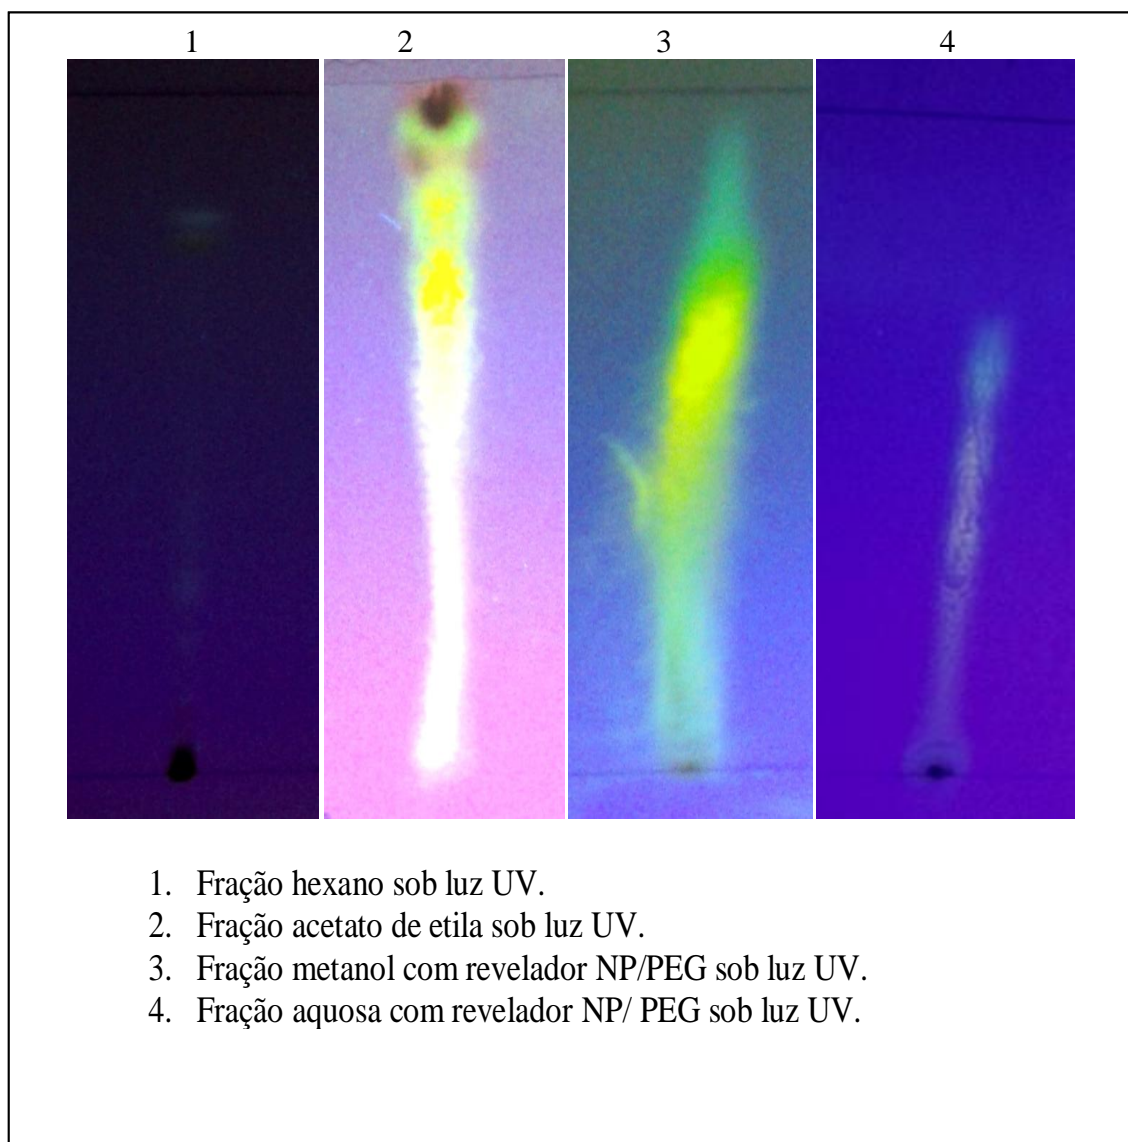 1 2 3 4
1. Fração hexano sob luz UV.
2. Fração acetato de etila sob luz UV.
3. Fração metanol com revelador NP/PEG sob luz UV.
4. Fração aquosa com revelador NP/ PEG sob luz UV.